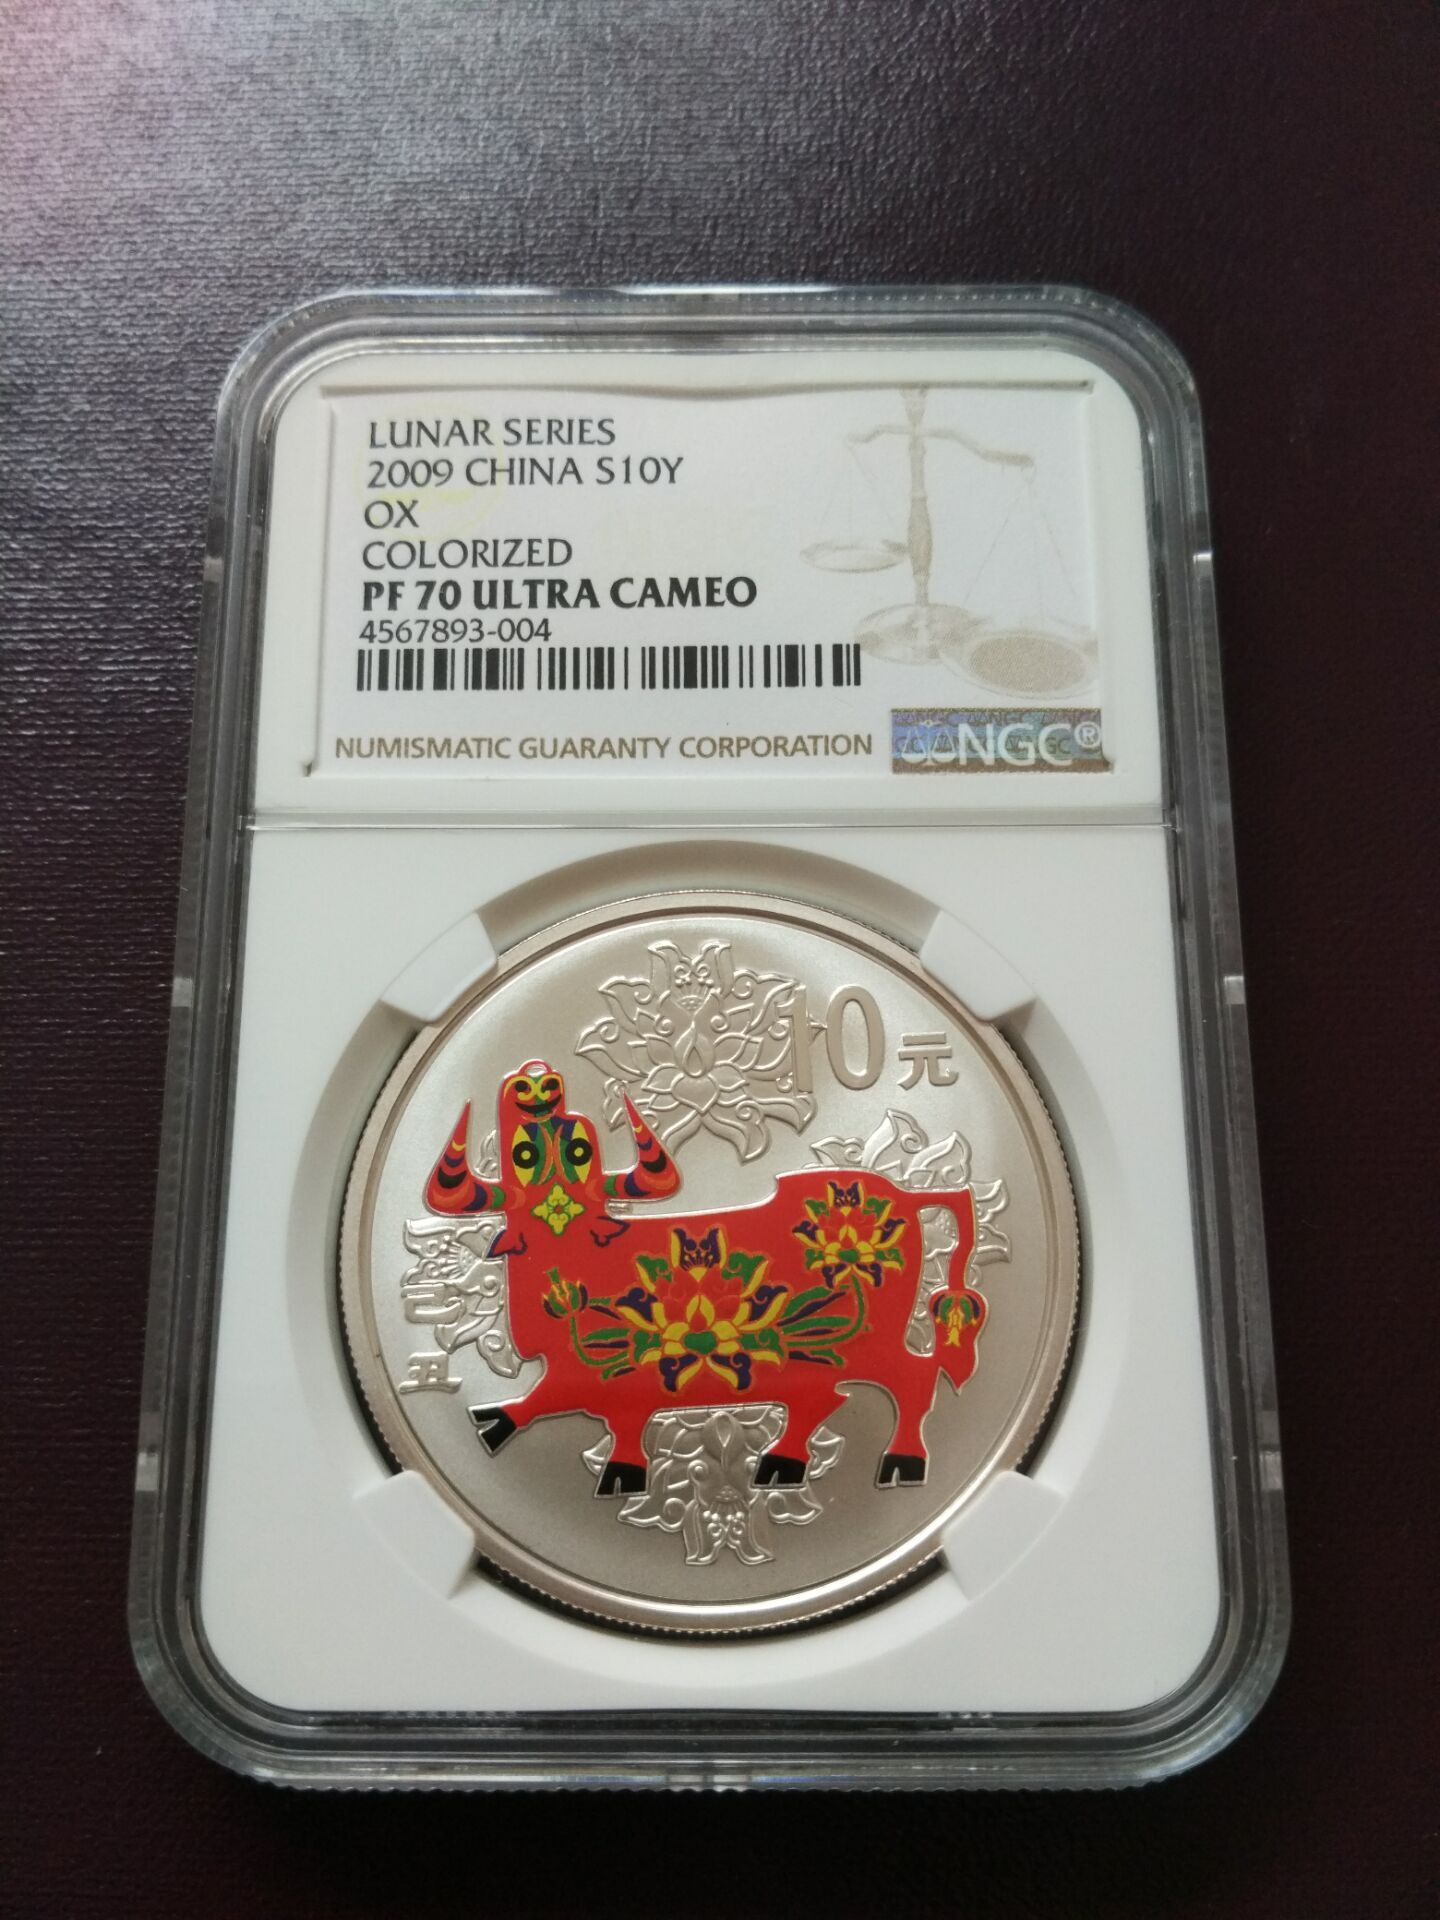 LUNAR SERIES
2009 CHINA S10Y
OX
COLORIZED
PF 70 ULTRA CAMEO
4567893-004
NUMISMATIC GUARANTY CORPORATION
NGC®
10元
己丑